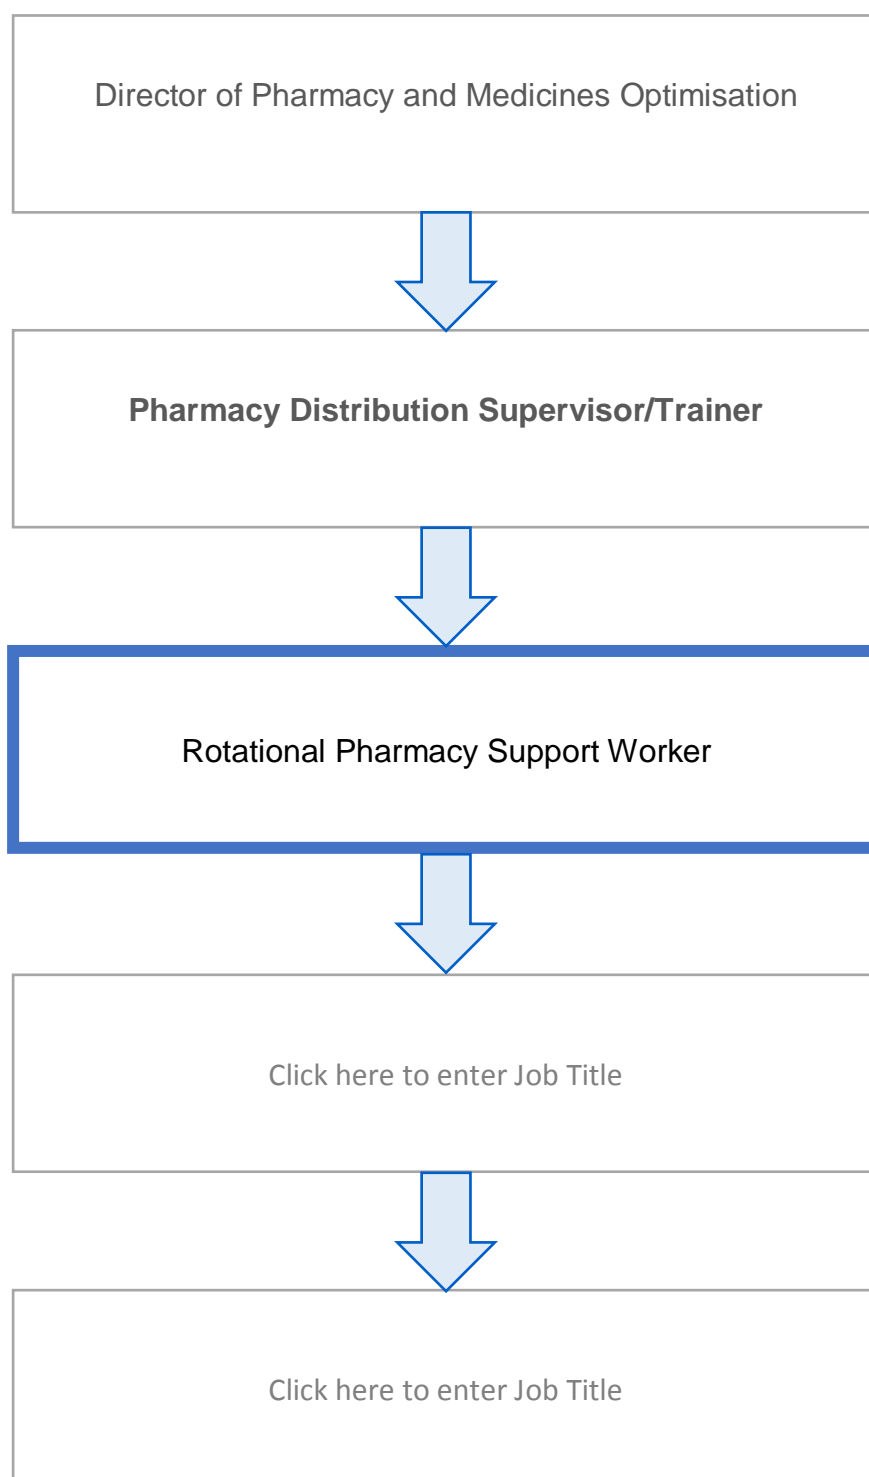 Director of Pharmacy and Medicines Optimisation
Pharmacy Distribution Supervisor/Trainer
Rotational Pharmacy Support Worker
Click here to enter Job Title
Click here to enter Job Title